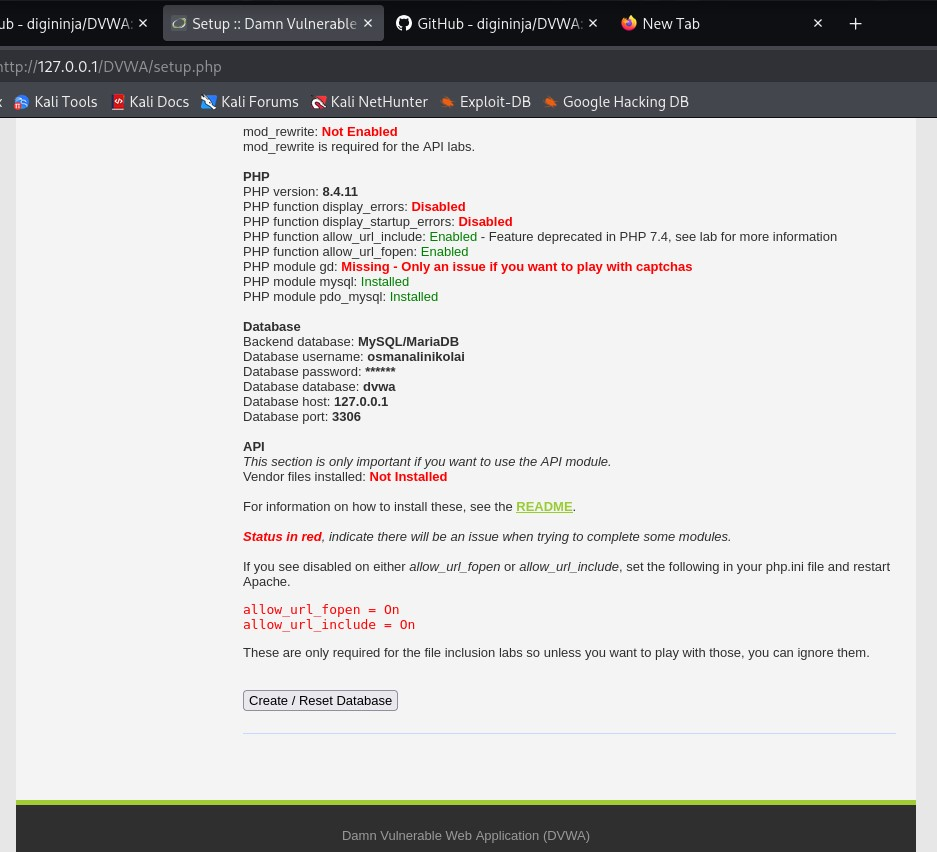 ub - digininja/DVWA:
Setup :: Damn Vulnerable
GitHub - digininja/DVWA:
New Tab
http://127.0.0.1/DVWA/setup.php
Kali Tools
Kali Docs
Kali Forums
Kali NetHunter
Exploit-DB
Google Hacking DB
mod_rewrite: Not Enabled
mod_rewrite is required for the API labs.
PHP
PHP version: 8.4.11
PHP function display_errors: Disabled
PHP function display_startup_errors: Disabled
PHP function allow_url_include: Enabled - Feature deprecated in PHP 7.4, see lab for more information
PHP function allow_url_fopen: Enabled
PHP module gd: Missing - Only an issue if you want to play with captchas
PHP module mysql: Installed
PHP module pdo_mysql: Installed
Database
Backend database: MySQL/MariaDB
Database username: osmanalinikolai
Database password: ******
Database database: dvwa
Database host: 127.0.0.1
Database port: 3306
API
This section is only important if you want to use the API module.
Vendor files installed: Not Installed
For information on how to install these, see the README.
Status in red, indicate there will be an issue when trying to complete some modules.
If you see disabled on either allow_url_fopen or allow_url_include, set the following in your php.ini file and restart
Apache.
allow_url_fopen = On
allow_url_include = On
These are only required for the file inclusion labs so unless you want to play with those, you can ignore them.
Create / Reset Database
Damn Vulnerable Web Application (DVWA)